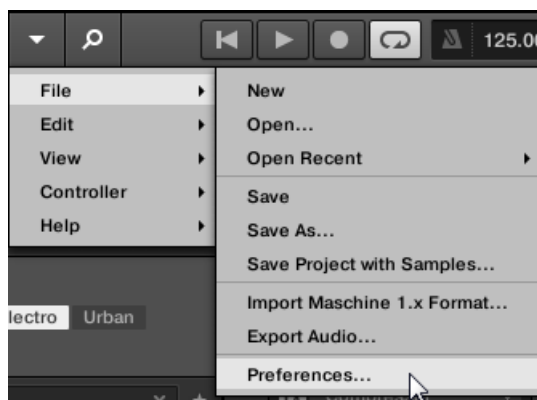 125.00
File
Edit
View
Controller
Help
New
Open...
Open Recent
Save
Save As...
Save Project with Samples...
Import Maschine 1.x Format...
Export Audio...
Preferences...
lectro
Urban